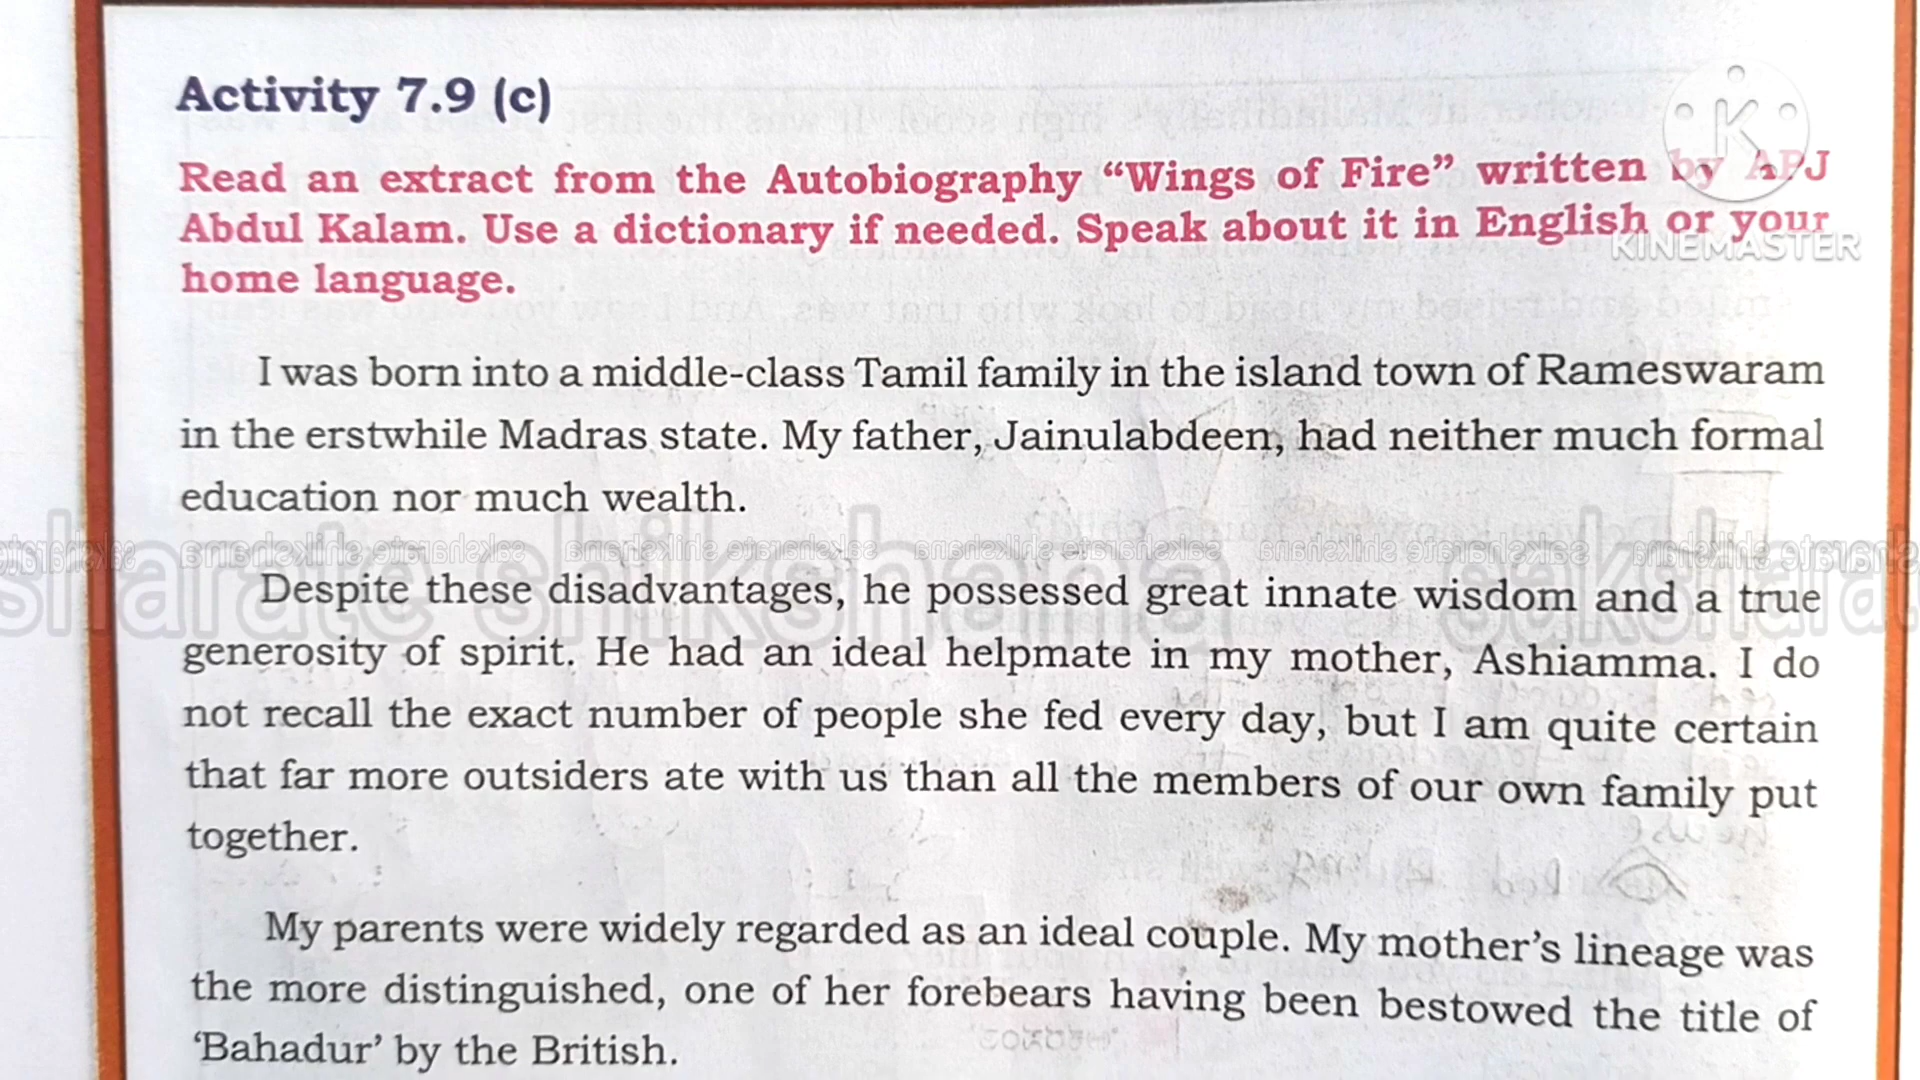 Activity 7.9 (c)
Read an extract from the Autobiography “Wings of Fire” written by APJ
Abdul Kalam. Use a dictionary if needed. Speak about it in English or your
home language.
KINEMASTER
I was born into a middle-class Tamil family in the island town of Rameswaram
in the erstwhile Madras state. My father, Jainulabdeen, had neither much formal
education nor much wealth.
sharate shikshana saksharat
Despite these disadvantages, he possessed great innate wisdom and a true
generosity of spirit. He had an ideal helpmate in my mother, Ashiamma. I do
not recall the exact number of people she fed every day, but I am quite certain
that far more outsiders ate with us than all the members of our own family put
together.
My parents were widely regarded as an ideal couple. My mother’s lineage was
the more distinguished, one of her forebears having been bestowed the title of
‘Bahadur’ by the British.